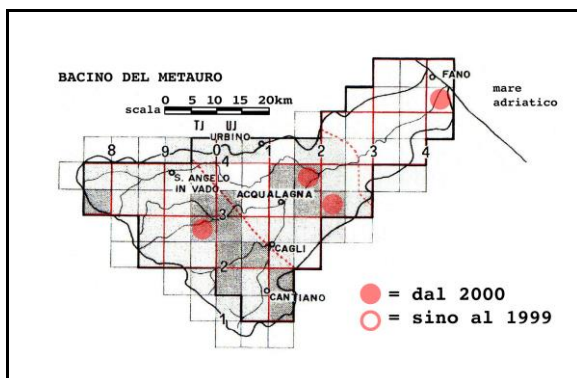 BACINO DEL METAURO
FANO
mare
adriatico
scala 0 5 10 15 20km
TJ UJ
URBINO
8 9 0 1 2 3 4
4
S. ANGELO
IN VADO
ACQUALAGNA
3
CAGLI
2
CANTIANO
1
= dal 2000
= sino al 1999